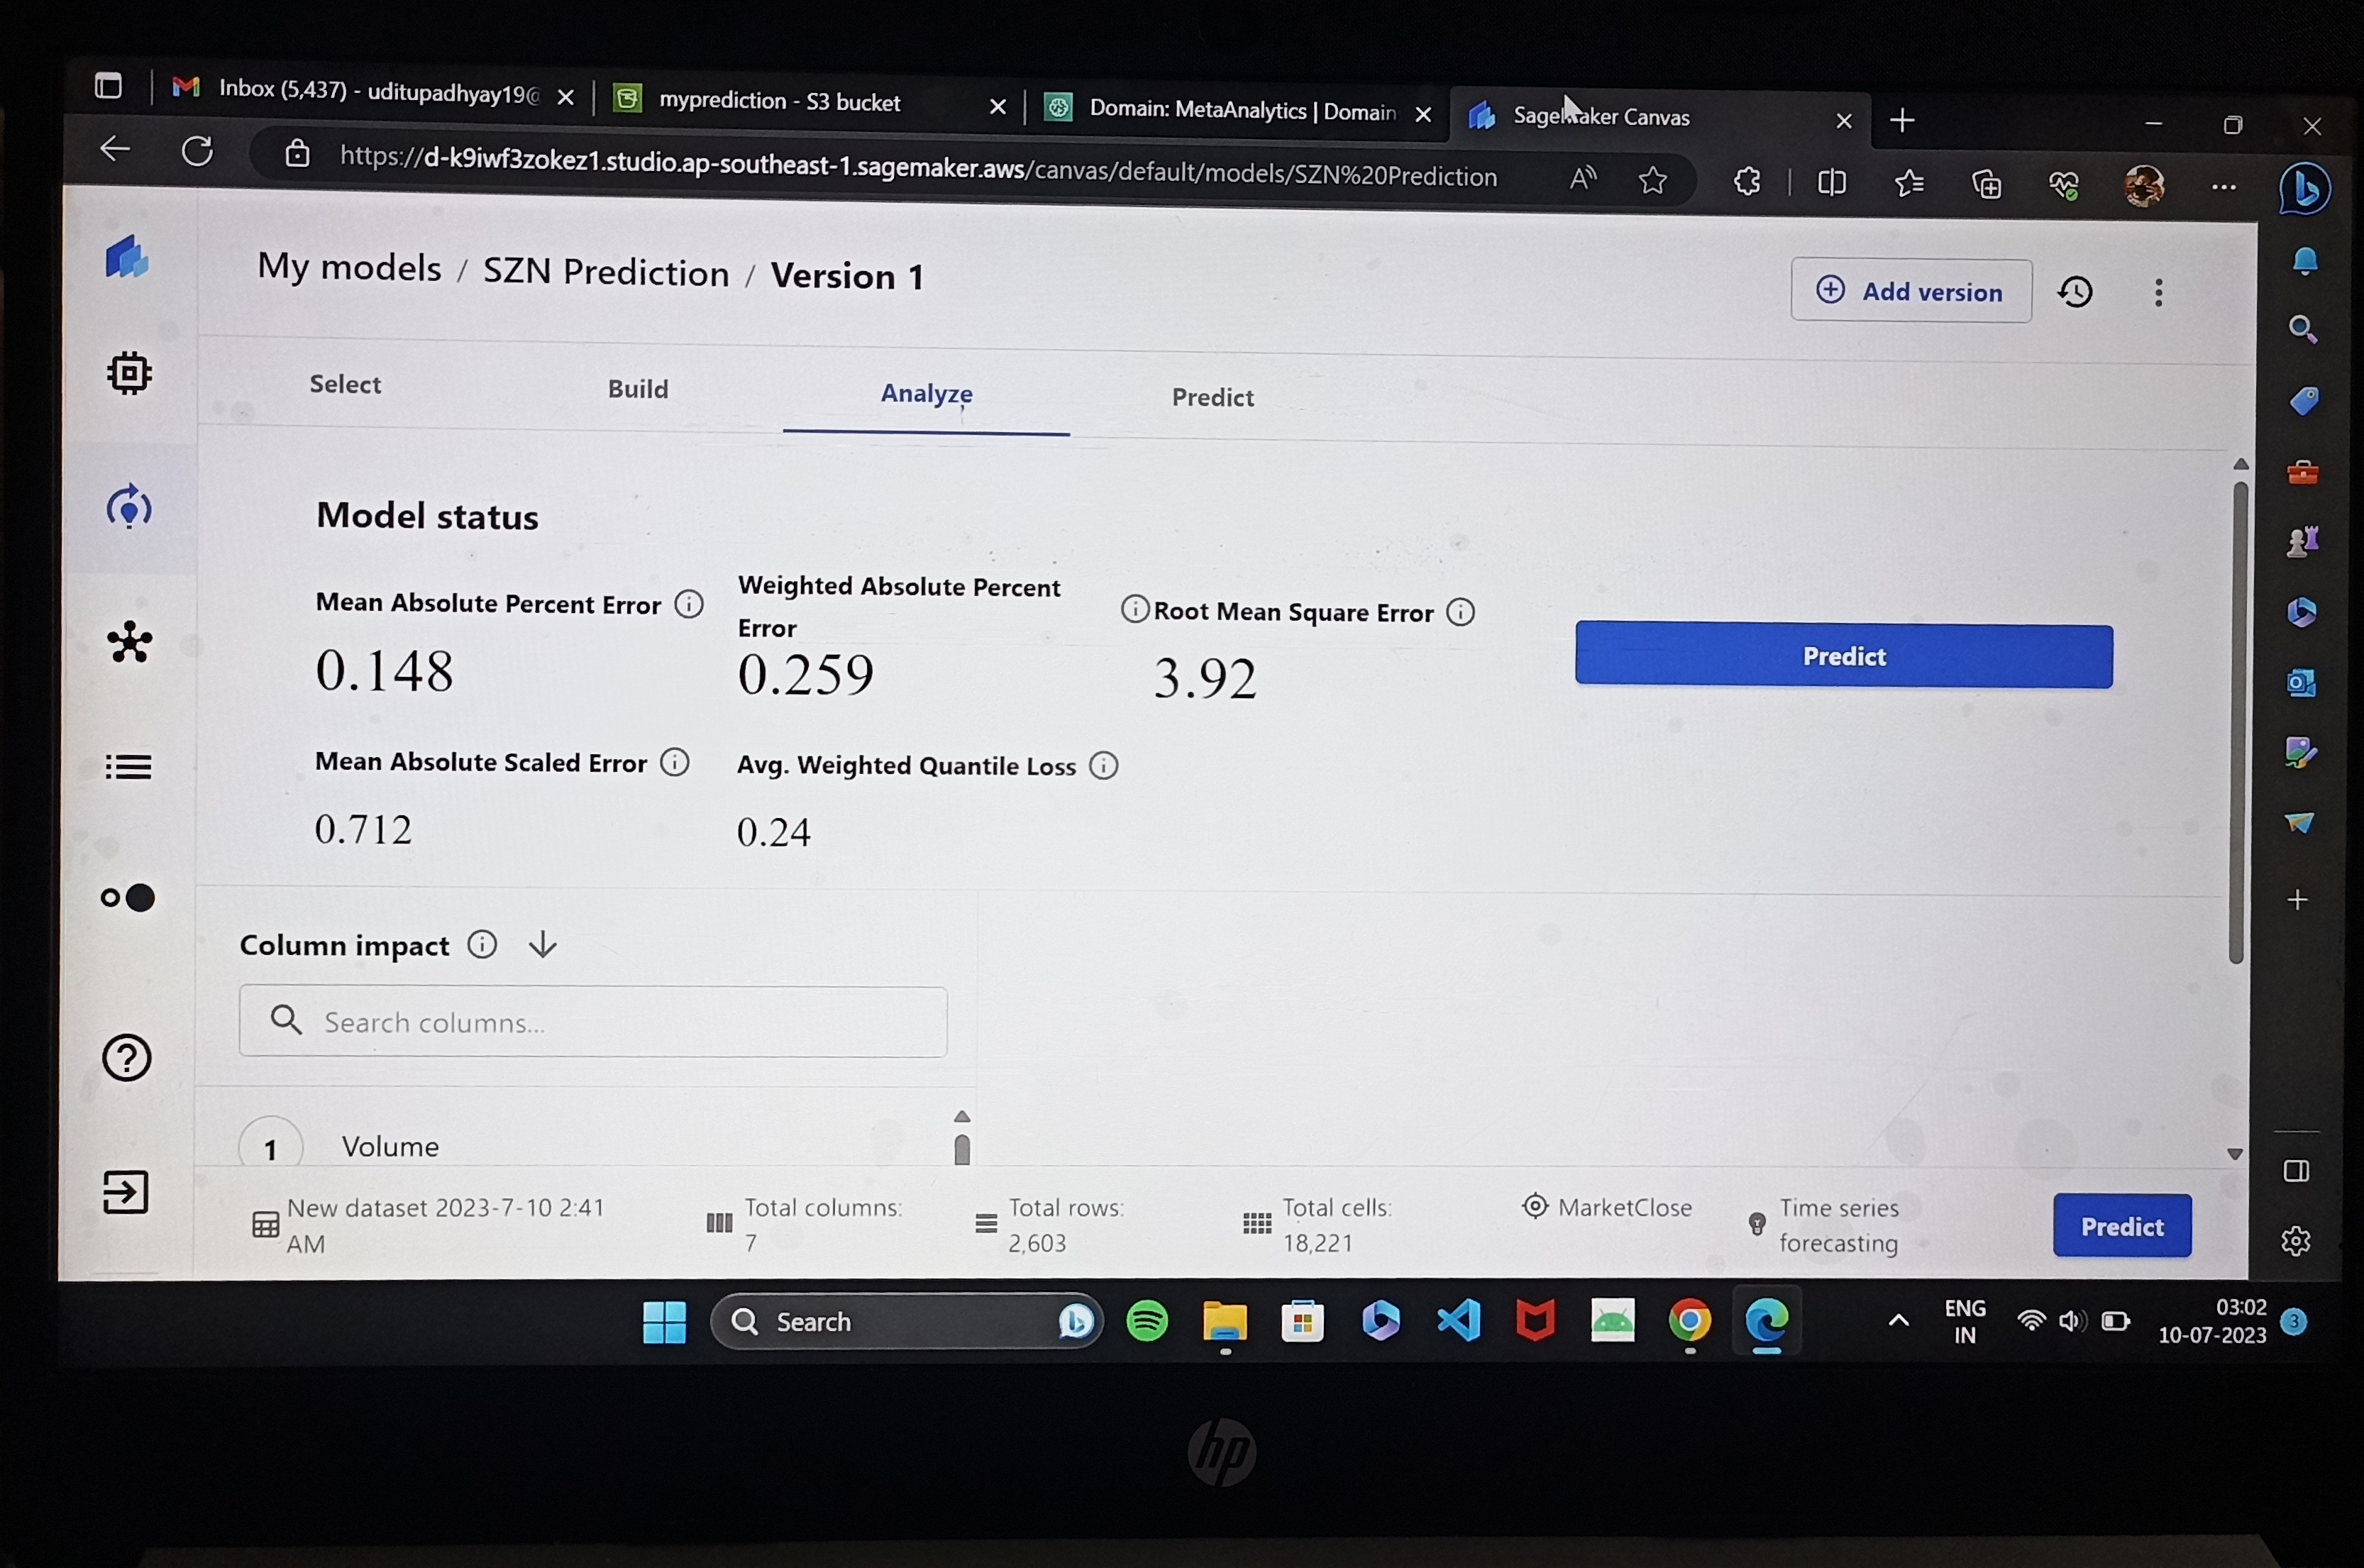 Inbox (5,437) - uditupadhyay19@
myprediction - S3 bucket
Domain: MetaAnalytics | Domain
SageMaker Canvas
https://d-k9iwf3zokez1.studio.ap-southeast-1.sagemaker.aws/canvas/default/models/SZN%20Prediction
My models / SZN Prediction / Version 1
Add version
Select
Build
Analyze
Predict
Model status
Mean Absolute Percent Error
0.148
Weighted Absolute Percent
Error
0.259
Root Mean Square Error
3.92
Predict
Mean Absolute Scaled Error
0.712
Avg. Weighted Quantile Loss
0.24
Column impact
Search columns...
1 Volume
New dataset 2023-7-10 2:41
AM
Total columns:
7
Total rows:
2,603
Total cells:
18,221
MarketClose
Time series
forecasting
Predict
Search
ENG
IN
03:02
10-07-2023
3
hp